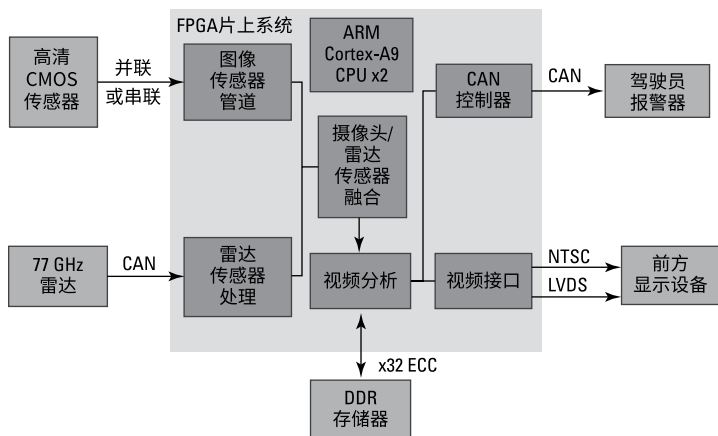 FPGA片上系统
高清
CMOS
传感器
并联
或串联
图像
传感器
管道
ARM
Cortex-A9
CPU x2
CAN
控制器
CAN
驾驶员
报警器
摄像头/
雷达
传感器
融合
77 GHz
雷达
CAN
雷达
传感器
处理
视频分析
视频接口
NTSC
LVDS
前方
显示设备
x32 ECC
DDR
存储器